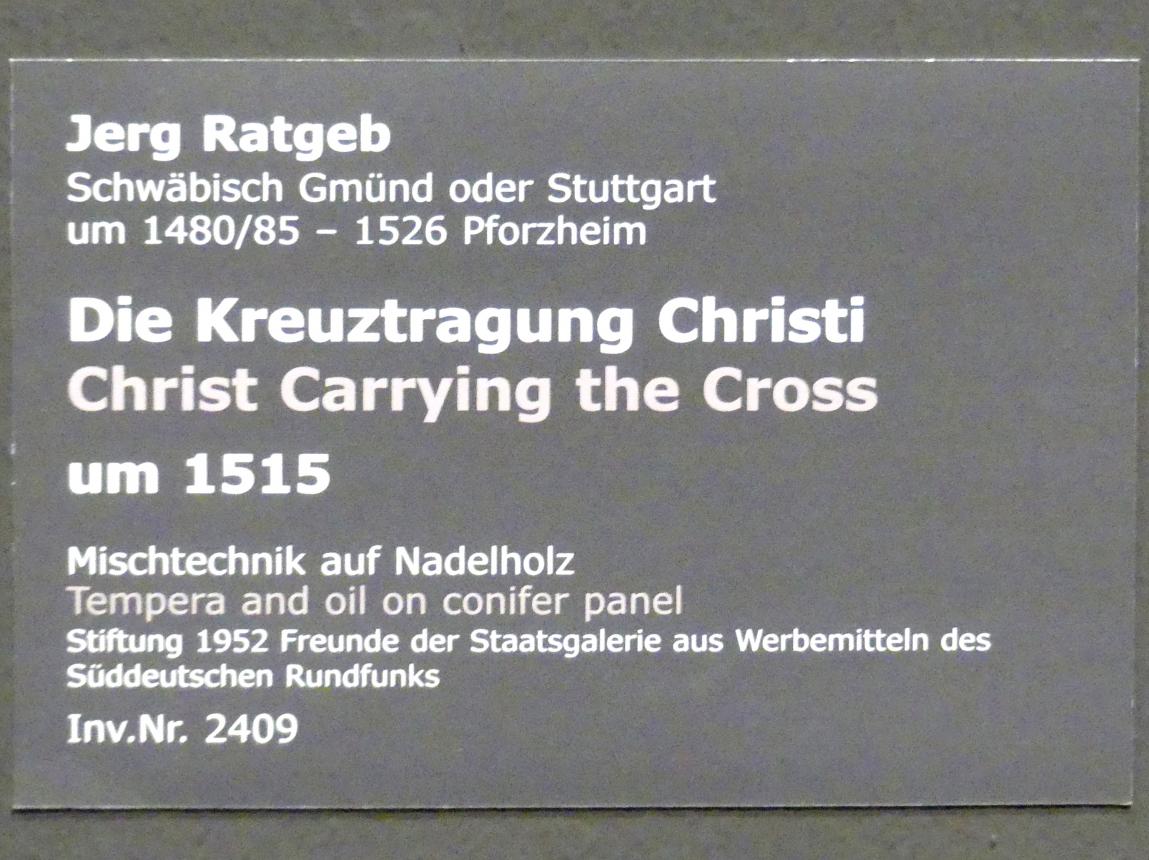 Jerg Ratgeb
Schwäbisch Gmünd oder Stuttgart
um 1480/85 – 1526 Pforzheim
Die Kreuztragung Christi
Christ Carrying the Cross
um 1515
Mischtechnik auf Nadelholz
Tempera and oil on conifer panel
Stiftung 1952 Freunde der Staatsgalerie aus Werbemitteln des
Süddeutschen Rundfunks
Inv.Nr. 2409